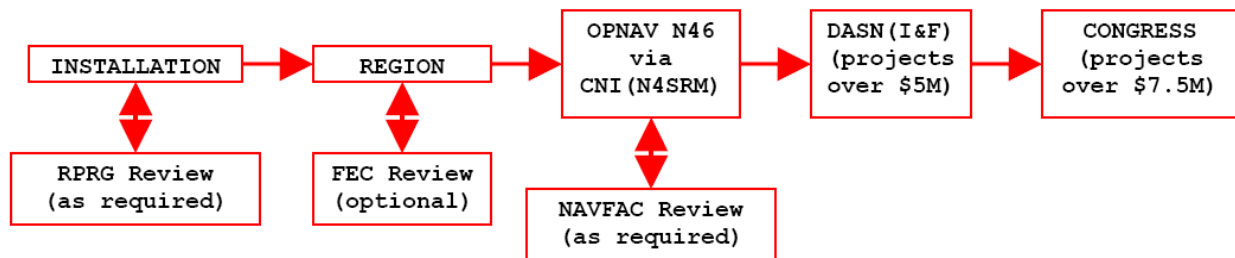 INSTALLATION
REGION
OPNAV N46
via
CNI(N4SRM)
DASN(I&F)
(projects
over $5M)
CONGRESS
(projects
over $7.5M)
RPRG Review
(as required)
FEC Review
(optional)
NAVFAC Review
(as required)